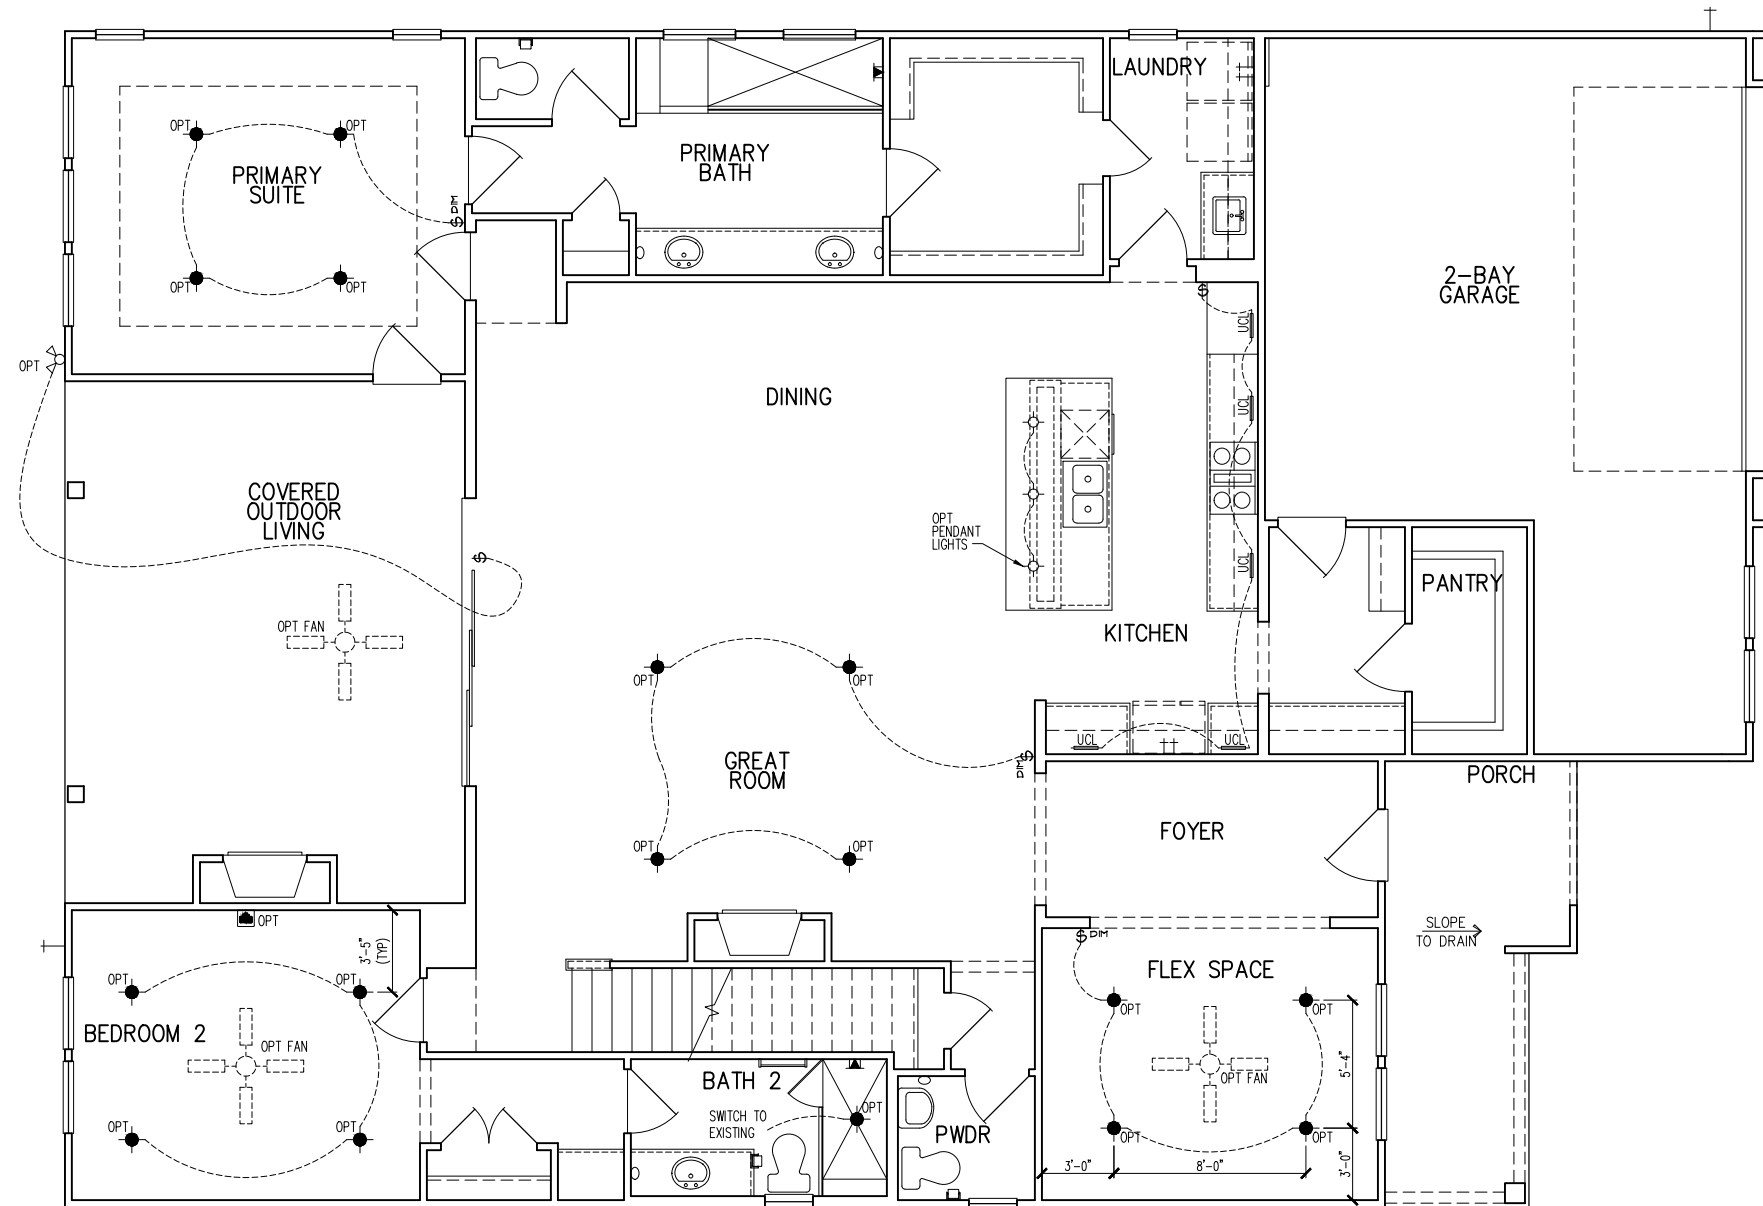 LAUNDRY
OPT
OPT
PRIMARY
SUITE
PRIMARY
BATH
$ DIM
OPT
OPT
2-BAY
GARAGE
$
UCL
OPT
DINING
UCL
COVERED
OUTDOOR
LIVING
OPT
PENDANT
LIGHTS
$
UCL
PANTRY
OPT FAN
KITCHEN
OPT
OPT
UCL
UCL
GREAT
ROOM
$
DIM
PORCH
FOYER
OPT
OPT
OPT
3'-5"
(TYP)
SLOPE
TO DRAIN
$ DIM
FLEX SPACE
OPT
OPT
OPT
OPT
BEDROOM 2
OPT FAN
5'-4"
OPT FAN
BATH 2
SWITCH TO
EXISTING
OPT
OPT
OPT
PWDR
OPT
OPT
3'-0"
8'-0"
3'-0"